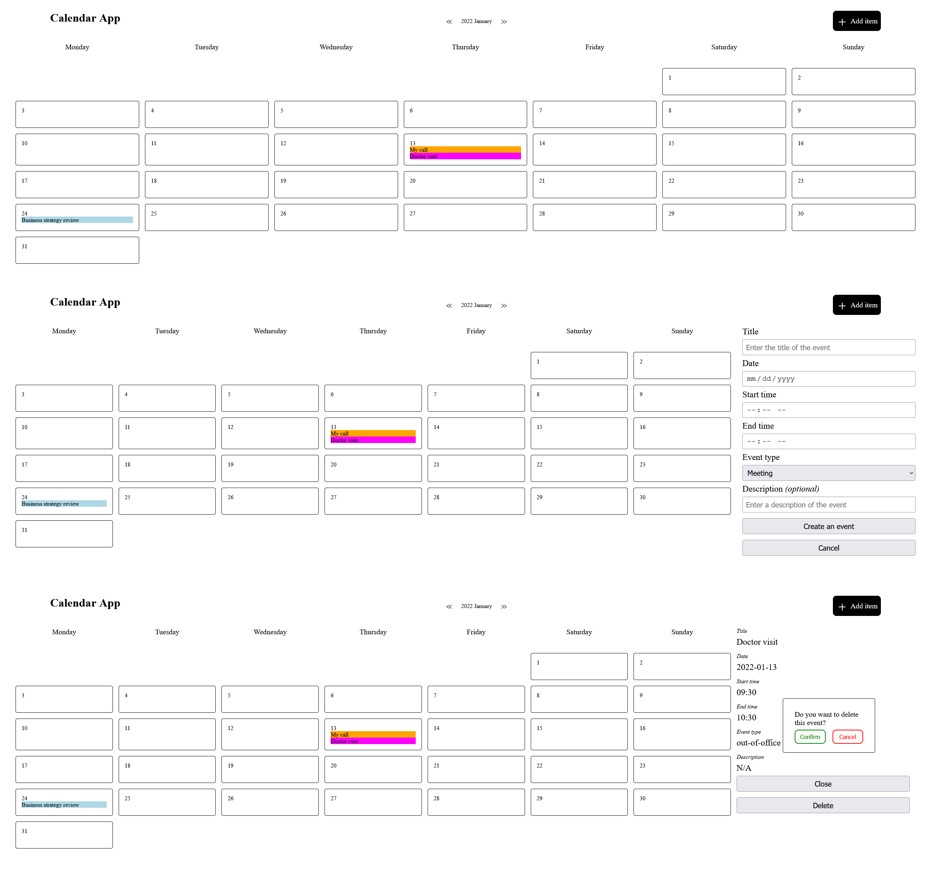 Calendar App « 2022 January » + Add item
Monday Tuesday Wednesday Thursday Friday Saturday Sunday
1 2
3 4 5 6 7 8 9
10 11 12 13 14 15 16
My call
Doctor visit
17 18 19 20 21 22 23
24 25 26 27 28 29 30
Business strategy review
31
Calendar App « 2022 January » + Add item
Monday Tuesday Wednesday Thursday Friday Saturday Sunday
1 2
3 4 5 6 7 8 9
10 11 12 13 14 15 16
My call
Doctor visit
17 18 19 20 21 22 23
24 25 26 27 28 29 30
Business strategy review
31
Title
Enter the title of the event
Date
mm/dd/yyyy
Start time
--:-- --
End time
--:-- --
Event type
Meeting
Description (optional)
Enter a description of the event
Create an event
Cancel
Calendar App « 2022 January » + Add item
Monday Tuesday Wednesday Thursday Friday Saturday Sunday
1 2
3 4 5 6 7 8 9
10 11 12 13 14 15 16
My call
Doctor visit
17 18 19 20 21 22 23
24 25 26 27 28 29 30
Business strategy review
31
Title
Doctor visit
Date
2022-01-13
Start time
09:30
End time
10:30
Event type
out-of-office
Description
N/A
Do you want to delete
this event?
Confirm Cancel
Close
Delete